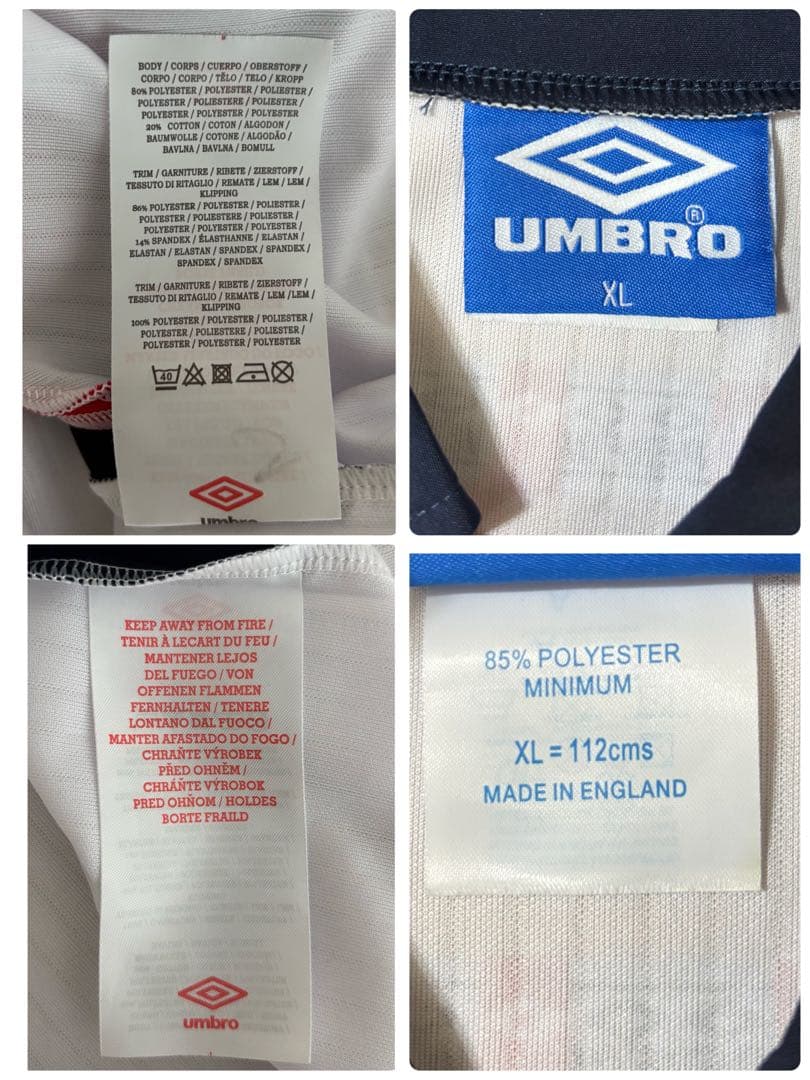 BODY / CORPS / CUERPO / OBERSTOFF /
CORPO / CORPO / TĚLO / TELO / KROPP
80% POLYESTER / POLYESTER / POLIESTER /
POLYESTER / POLIESTERE / POLIESTER /
POLYESTER / POLYESTER / POLYESTER
20% COTTON / COTON / ALGODON /
BAUMWOLLE / COTONE / ALGODÃO /
BAVLNA / BAVLNA / BOMULL
TRIM / GARNITURE / RIBETE / ZIERSTOFF /
TESSUTO DI RITAGLIO / REMATE / LEM / LEM /
KLIPPING
86% POLYESTER / POLYESTER / POLIESTER /
POLYESTER / POLIESTERE / POLIESTER /
POLYESTER / POLYESTER / POLYESTER
14% SPANDEX / ÉLASTHANNE / ELASTAN /
ELASTAN / ELASTAN / SPANDEX / SPANDEX /
SPANDEX / SPANDEX
TRIM / GARNITURE / RIBETE / ZIERSTOFF /
TESSUTO DI RITAGLIO / REMATE / LEM /LEM /
KLIPPING
100% POLYESTER / POLYESTER / POLIESTER /
POLYESTER / POLIESTERE / POLIESTER /
POLYESTER / POLYESTER / POLYESTER
40
umbro
UMBRO®
XL
KEEP AWAY FROM FIRE /
TENIR À LECART DU FEU /
MANTENER LEJOS
DEL FUEGO / VON
OFFENEN FLAMMEN
FERNHALTEN / TENERE
LONTANO DAL FUOCO /
MANTER AFASTADO DO FOGO /
CHRAŇTE VÝROBEK
PŘED OHNĚM /
CHRÁŇTE VÝROBOK
PRED OHŇOM / HOLDES
BORTE FRAILD
umbro
85% POLYESTER
MINIMUM
XL = 112cms
MADE IN ENGLAND